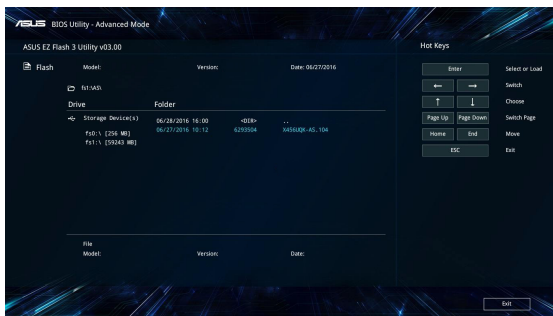 ASUS BIOS Utility - Advanced Mode
ASUS EZ Flash 3 Utility v03.00
Hot Keys
Flash Model: Version: Date: 06/27/2016
Enter Select or Load
fs1:\AS\
← → Switch
Drive Folder
↑ ↓ Choose
Storage Device(s) 06/28/2016 16:00 <DIR> ..
Page Up Page Down Switch Page
fs0:\ [256 MB] 06/27/2016 10:12 6293504 X456UQK-AS.104
Home End Move
fs1:\ [59243 MB]
ESC Exit
File
Model: Version: Date:
Exit